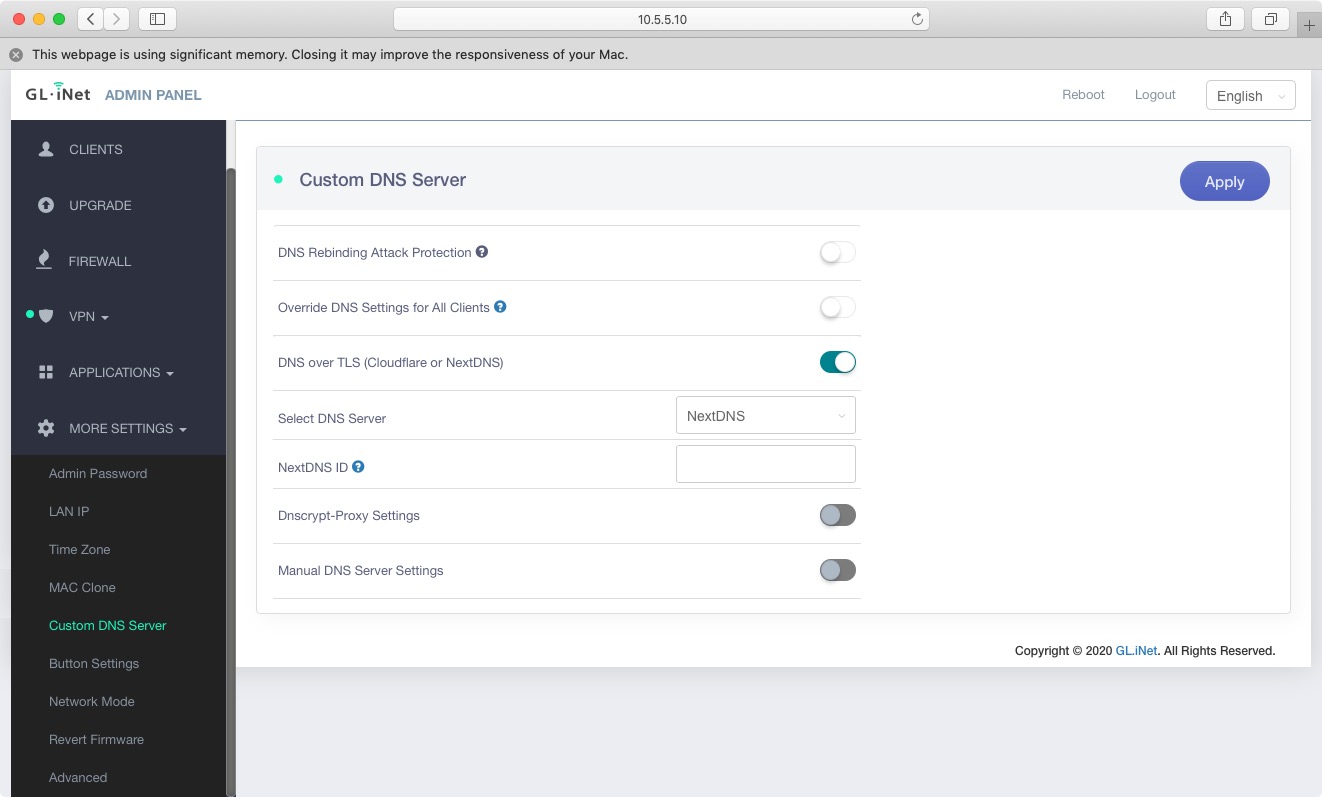 10.5.5.10
This webpage is using significant memory. Closing it may improve the responsiveness of your Mac.
GL·iNet ADMIN PANEL
Reboot Logout English
CLIENTS
UPGRADE
FIREWALL
VPN
APPLICATIONS
MORE SETTINGS
Admin Password
LAN IP
Time Zone
MAC Clone
Custom DNS Server
Button Settings
Network Mode
Revert Firmware
Advanced
Custom DNS Server Apply
DNS Rebinding Attack Protection ?
Override DNS Settings for All Clients ?
DNS over TLS (Cloudflare or NextDNS)
Select DNS Server NextDNS
NextDNS ID ?
Dnscrypt-Proxy Settings
Manual DNS Server Settings
Copyright © 2020 GL.iNet. All Rights Reserved.